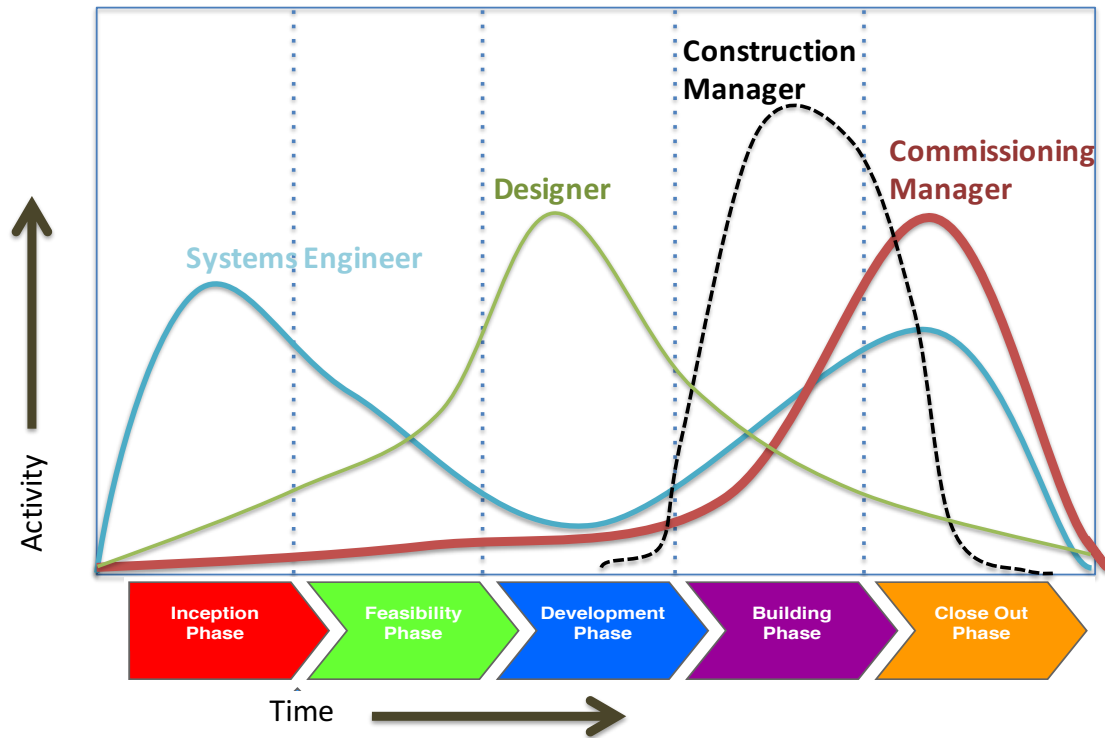 Construction
Manager
Commissioning
Manager
Designer
Systems Engineer
Activity
Inception
Phase
Feasibility
Phase
Development
Phase
Building
Phase
Close Out
Phase
Time